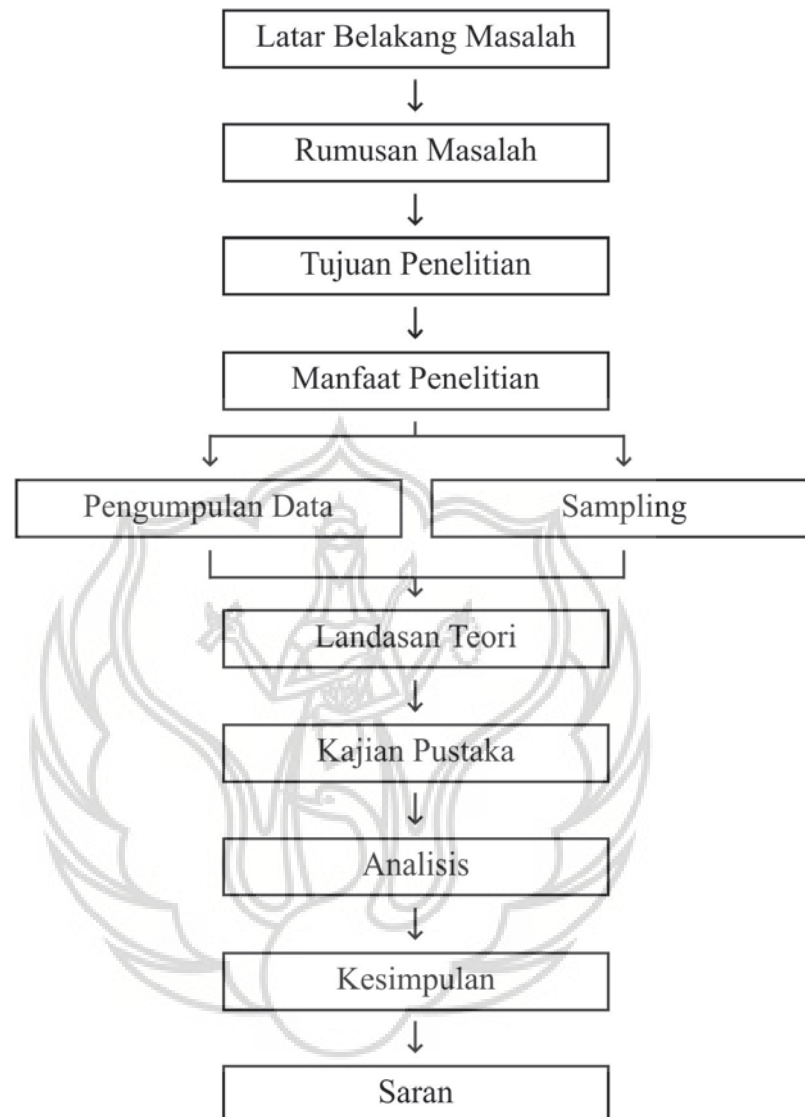 Latar Belakang Masalah
Rumusan Masalah
Tujuan Penelitian
Manfaat Penelitian
Pengumpulan Data
Sampling
Landasan Teori
Kajian Pustaka
Analisis
Kesimpulan
Saran